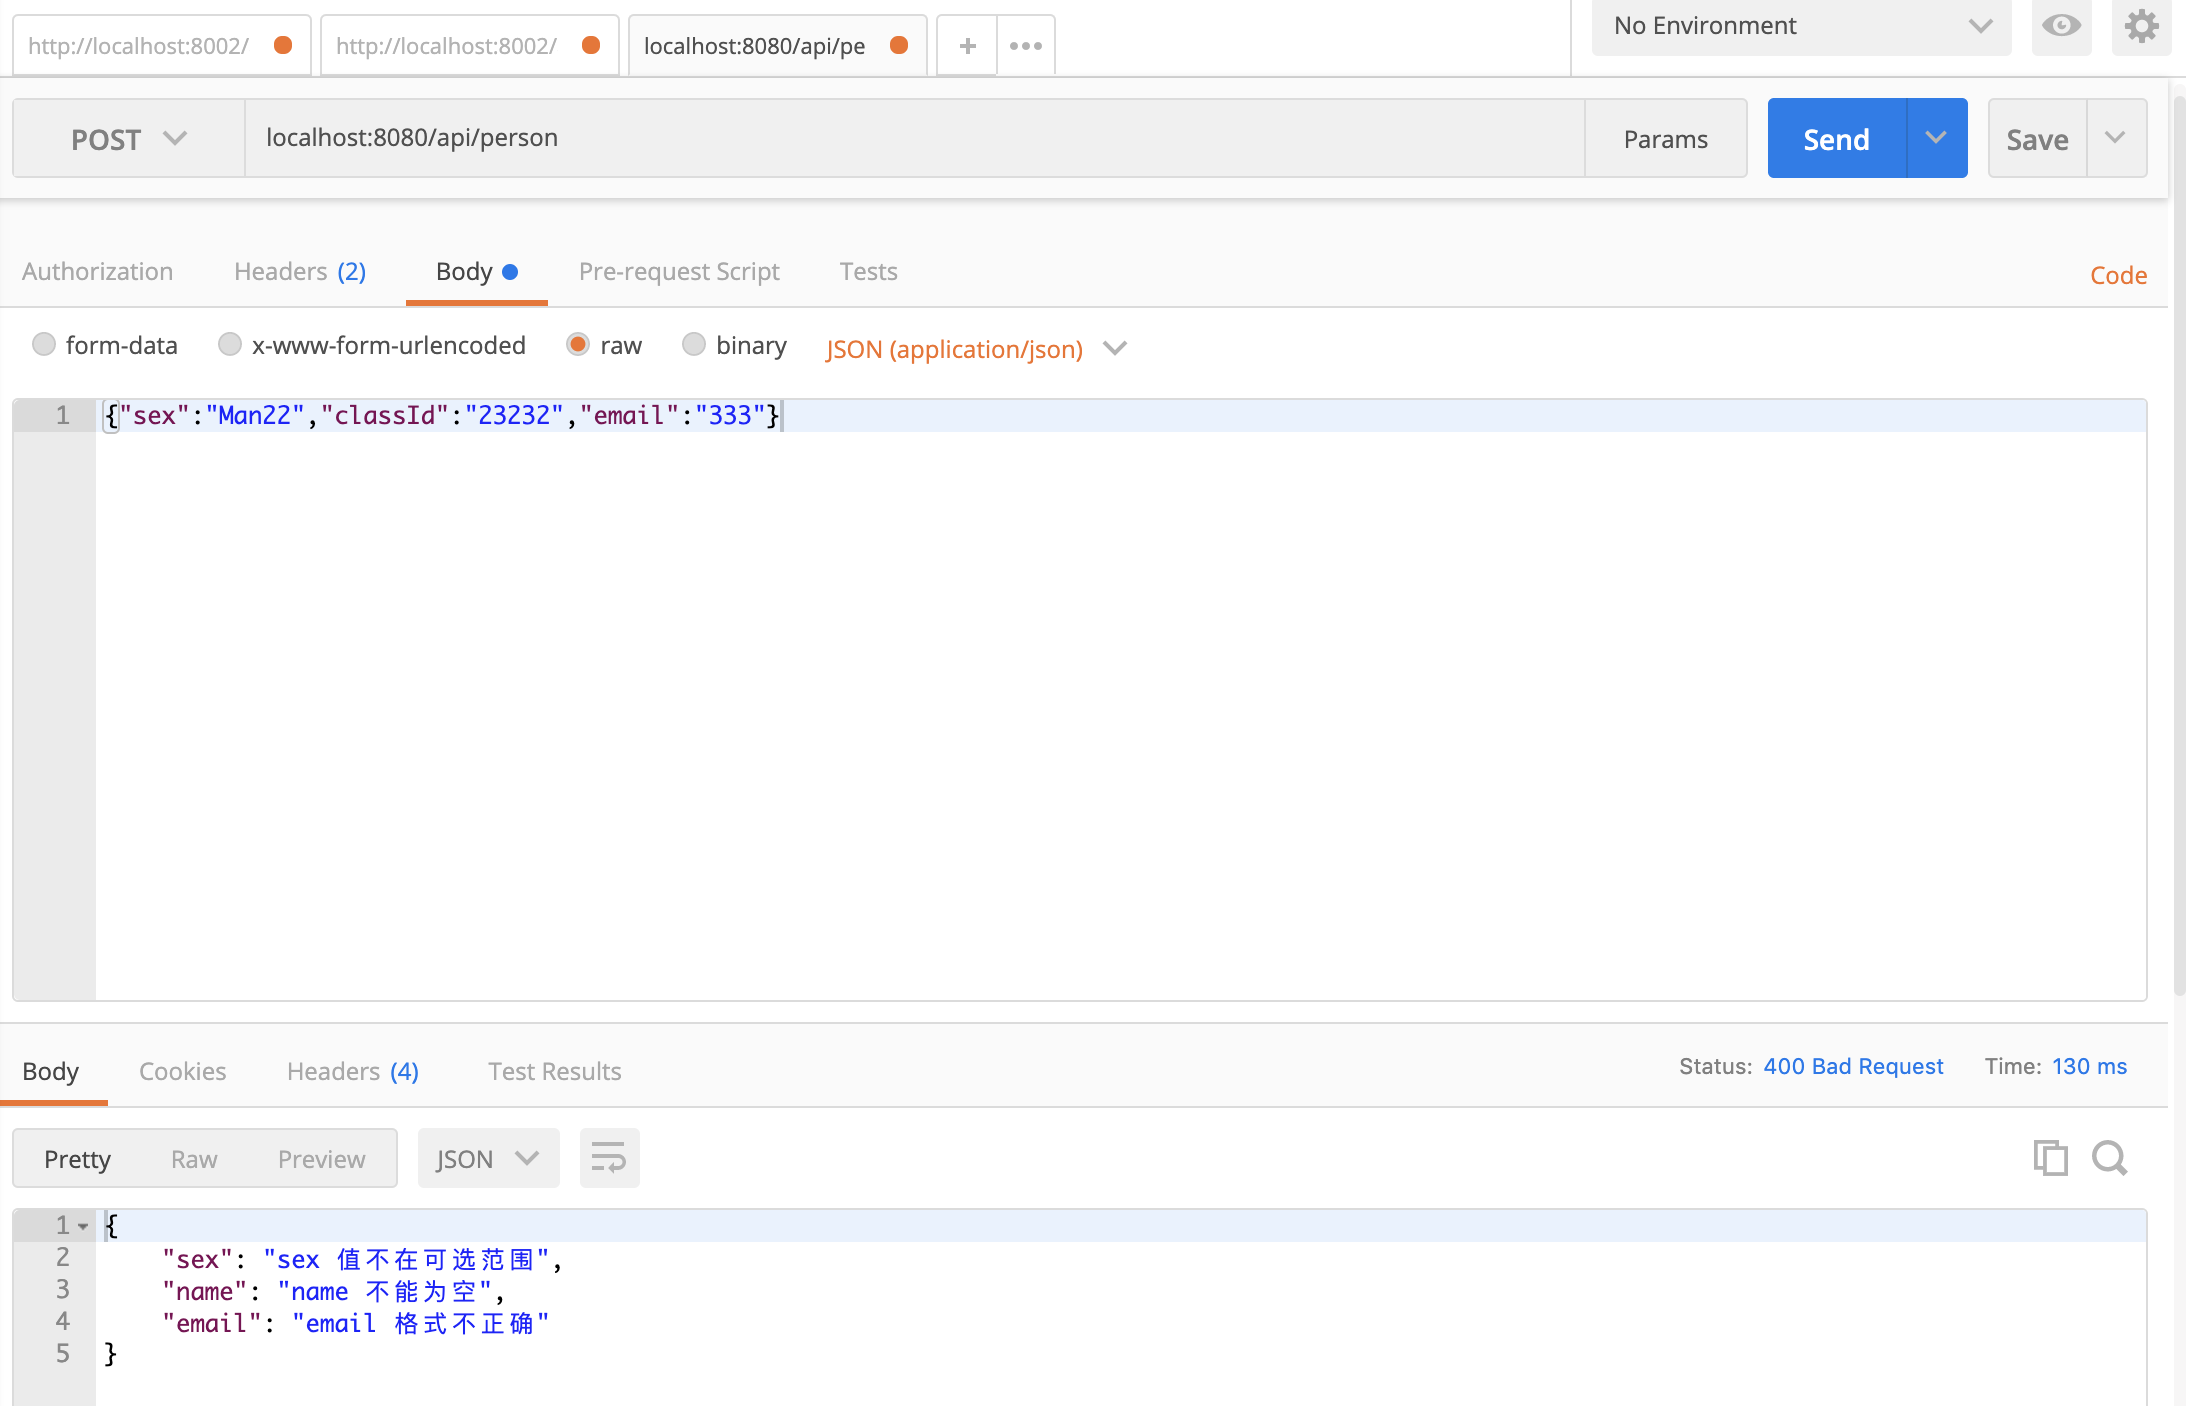 http://localhost:8002/ http://localhost:8002/ localhost:8080/api/pe + ••• No Environment
POST localhost:8080/api/person Params Send Save
Authorization Headers (2) Body Pre-request Script Tests Code
form-data x-www-form-urlencoded raw binary JSON (application/json)
1 {"sex":"Man22","classId":"23232","email":"333"}
Body Cookies Headers (4) Test Results Status: 400 Bad Request Time: 130 ms
Pretty Raw Preview JSON
1 {
2 "sex": "sex 值不在可选范围",
3 "name": "name 不能为空",
4 "email": "email 格式不正确"
5 }